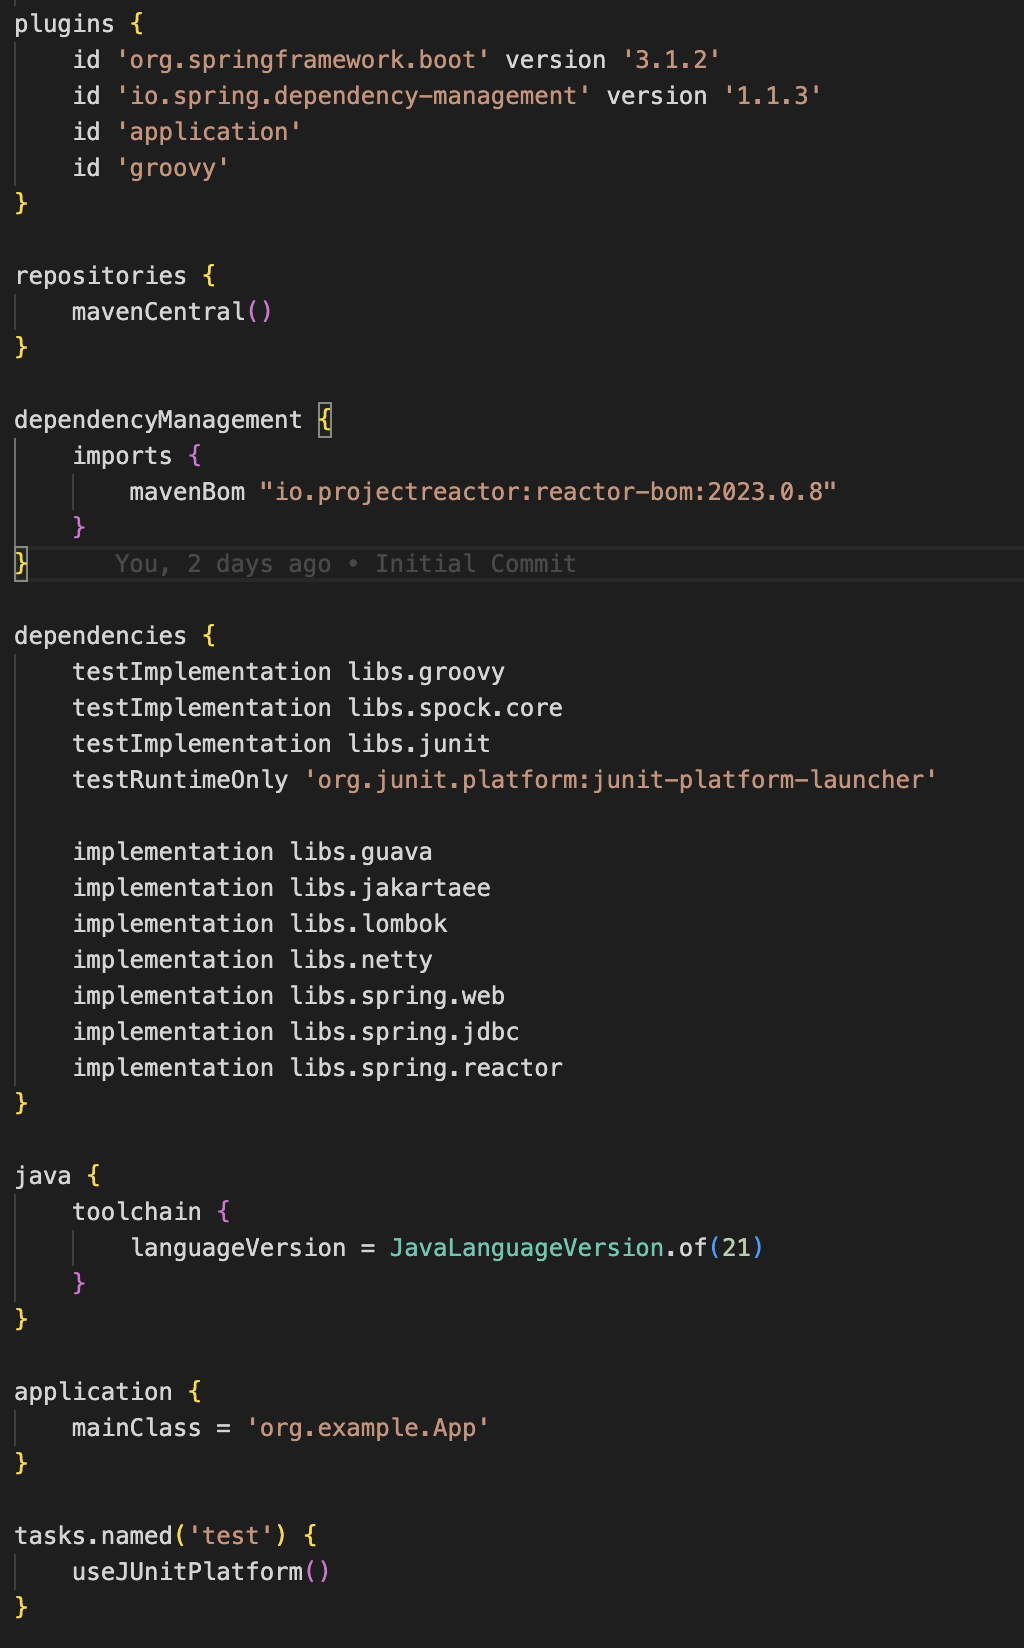 plugins {
    id 'org.springframework.boot' version '3.1.2'
    id 'io.spring.dependency-management' version '1.1.3'
    id 'application'
    id 'groovy'
}

repositories {
    mavenCentral()
}

dependencyManagement {
    imports {
        mavenBom "io.projectreactor:reactor-bom:2023.0.8"
    }
}      You, 2 days ago • Initial Commit

dependencies {
    testImplementation libs.groovy
    testImplementation libs.spock.core
    testImplementation libs.junit
    testRuntimeOnly 'org.junit.platform:junit-platform-launcher'

    implementation libs.guava
    implementation libs.jakartaee
    implementation libs.lombok
    implementation libs.netty
    implementation libs.spring.web
    implementation libs.spring.jdbc
    implementation libs.spring.reactor
}

java {
    toolchain {
        languageVersion = JavaLanguageVersion.of(21)
    }
}

application {
    mainClass = 'org.example.App'
}

tasks.named('test') {
    useJUnitPlatform()
}